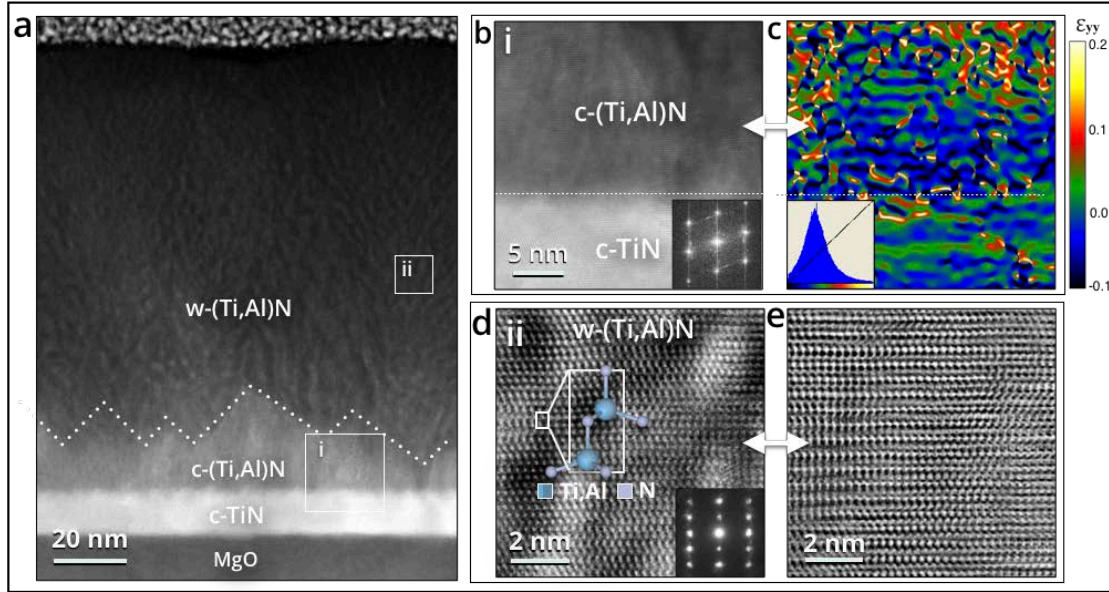 a
ii
w-(Ti,Al)N
i
c-(Ti,Al)N
c-TiN
20 nm
MgO
b
i
c-(Ti,Al)N
c-TiN
5 nm
c
εyy
0.2
0.1
0.0
-0.1
d
ii
w-(Ti,Al)N
Ti,Al N
2 nm
e
2 nm